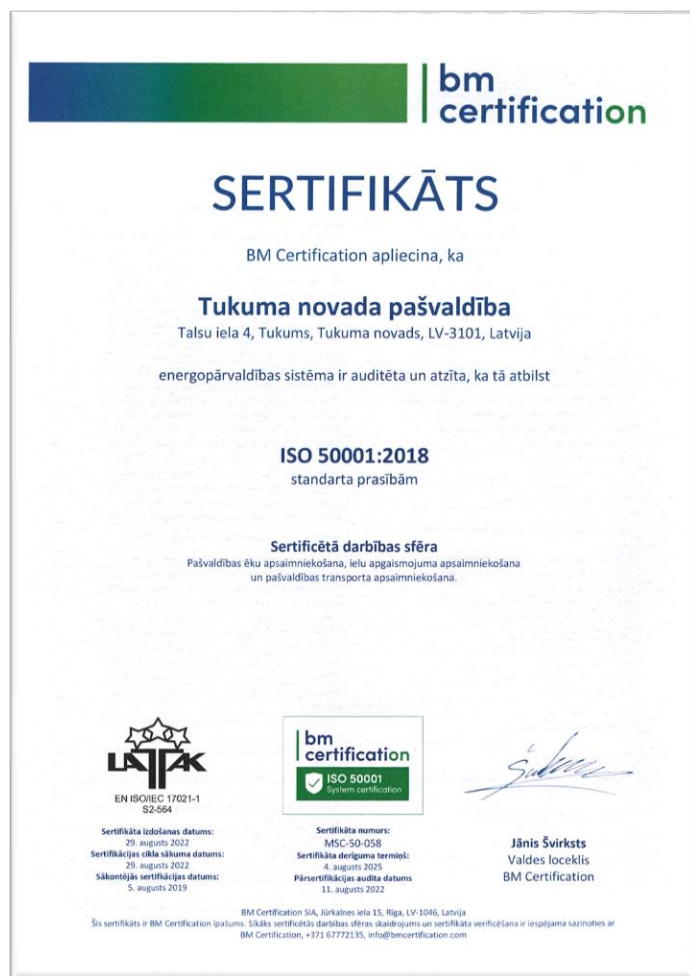 bm
certification
SERTIFIKĀTS
BM Certification apliecina, ka
Tukuma novada pašvaldība
Talsu iela 4, Tukums, Tukuma novads, LV-3101, Latvija
energopārvaldības sistēma ir auditēta un atzīta, ka tā atbilst
ISO 50001:2018
standarta prasībām
Sertificētā darbības sfēra
Pašvaldības ēku apsaimniekošana, ielu apgaismojuma apsaimniekošana
un pašvaldības transporta apsaimniekošana.
LATAK
EN ISO/IEC 17021-1
S2-564
Sertifikāta izdošanas datums:
29. augusts 2022
Sertifikācijas cikla sākuma datums:
29. augusts 2022
Sākontējās sertifikācijas datums:
5. augusts 2019
bm
certification
ISO 50001
System certification
Sertifikāta numurs:
MSC-50-058
Sertifikāta derīguma termiņš:
4. augusts 2025
Pārsertifikācijas audita datums
11. augusts 2022
Jānis Švirksts
Valdes loceklis
BM Certification
BM Certification SIA, Jūrkalnes iela 15, Rīga, LV-1046, Latvija
Šis sertifikāts ir BM Certification īpašums. Sīkāks sertificētās darbības sfēras skaidrojums un sertifikāta verificēšana ir iespējama sazinoties ar
BM Certification, +371 67772135, info@bmcertification.com